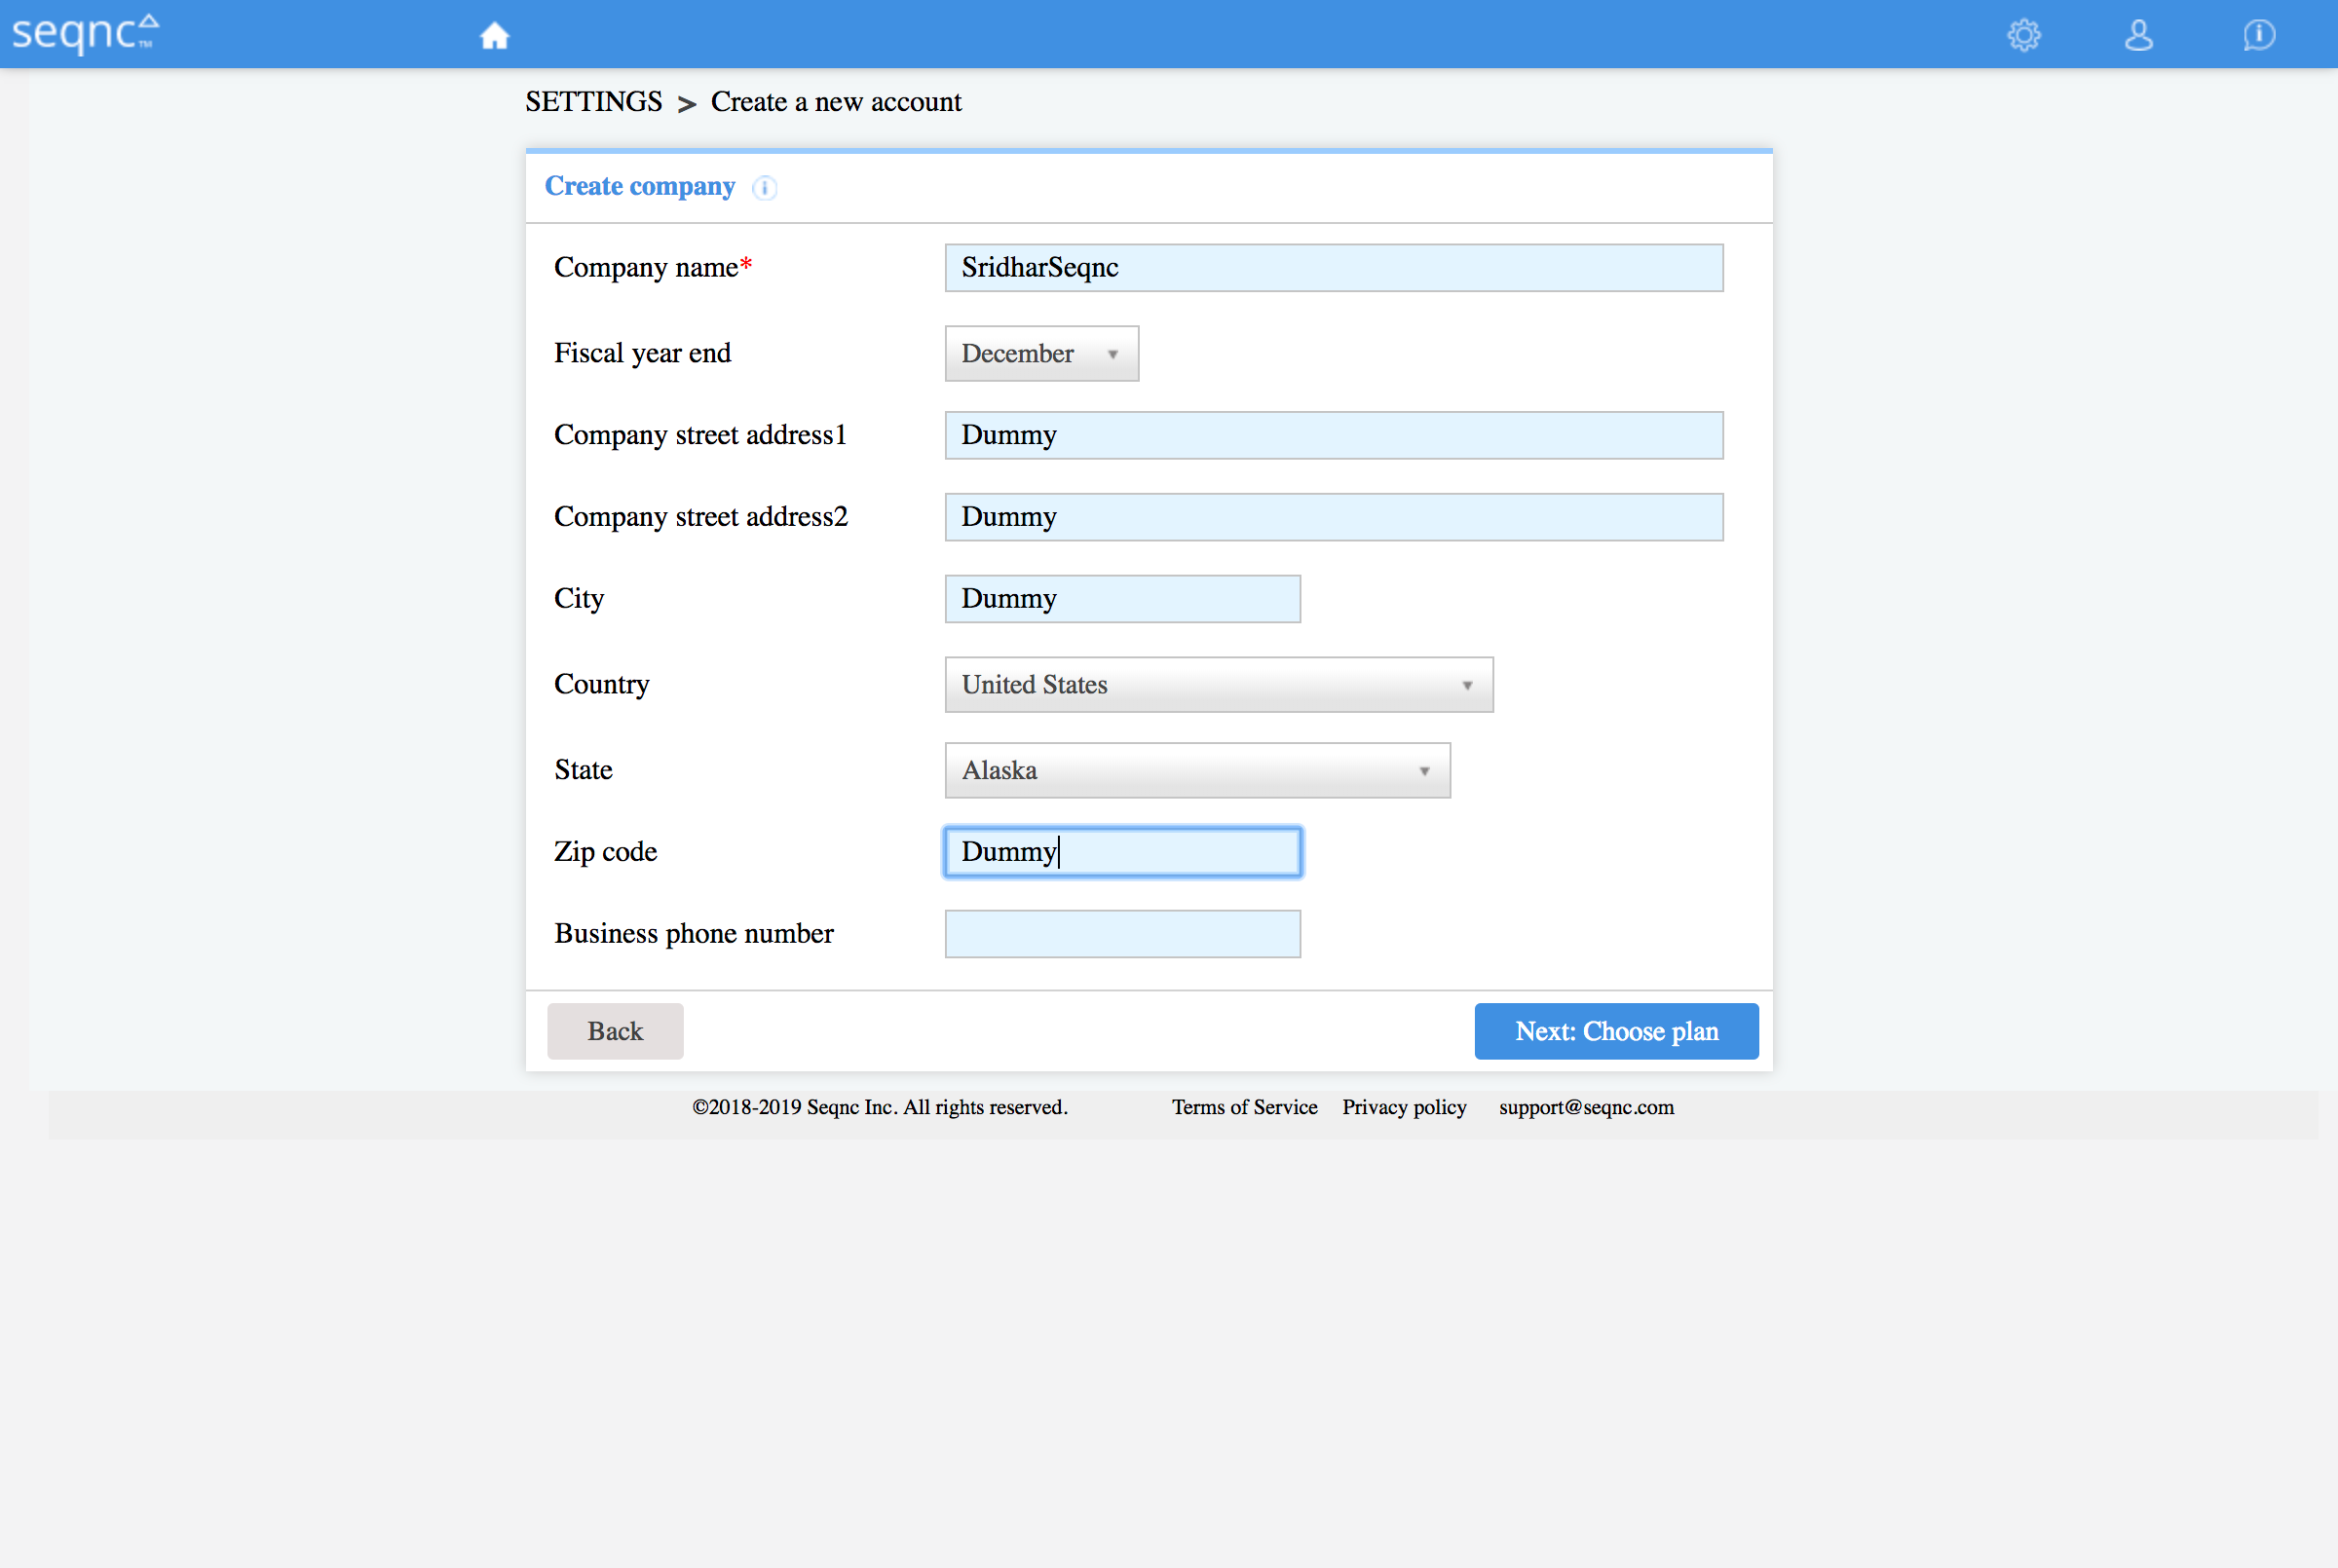 seqnc™
SETTINGS > Create a new account
Create company
Company name* SridharSeqnc
Fiscal year end December
Company street address1 Dummy
Company street address2 Dummy
City Dummy
Country United States
State Alaska
Zip code Dummy
Business phone number
Back Next: Choose plan
©2018-2019 Seqnc Inc. All rights reserved. Terms of Service Privacy policy support@seqnc.com